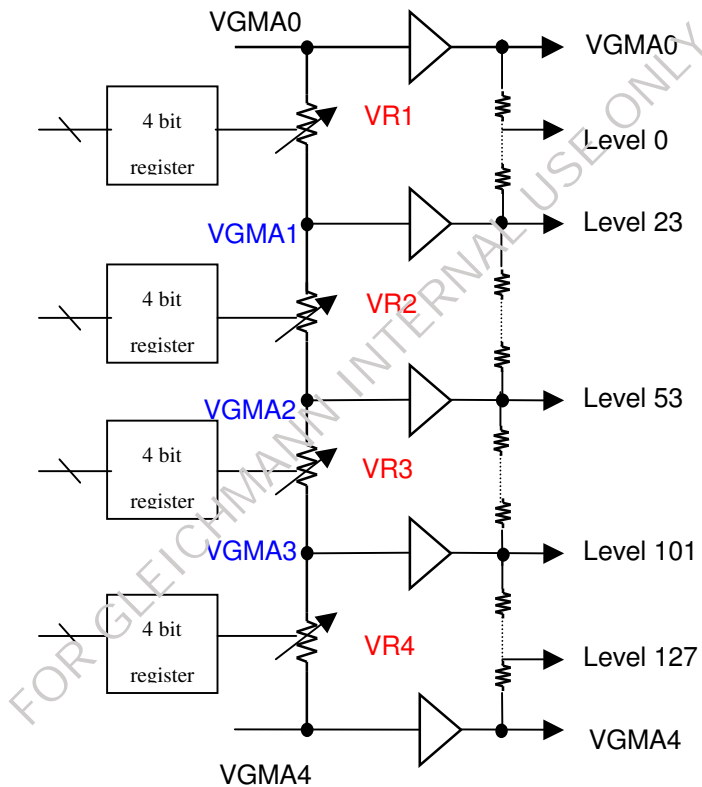 VGMA0
VGMA0
4 bit
register
VR1
Level 0
VGMA1
Level 23
4 bit
register
VR2
VGMA2
Level 53
4 bit
register
VR3
VGMA3
Level 101
4 bit
register
VR4
Level 127
VGMA4
VGMA4
FOR GLEICHMANN INTERNAL USE ONLY